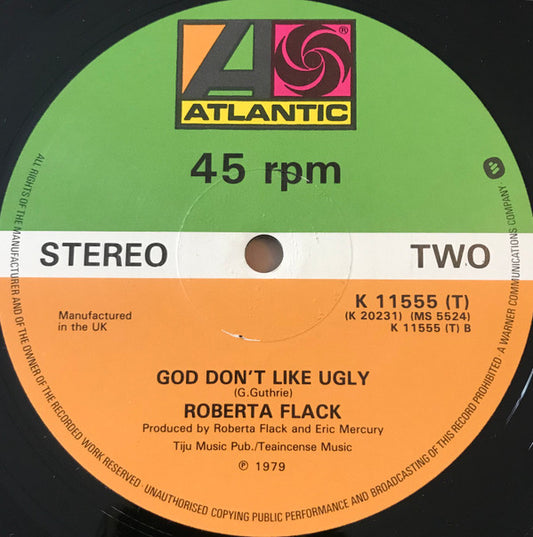 ATLANTIC
45 rpm
STEREO
TWO
K 11555 (T)
(K 20231) (MS 5524)
K 11555 (T) B
Manufactured
in the UK
GOD DON'T LIKE UGLY
(G.Guthrie)
ROBERTA FLACK
Produced by Roberta Flack and Eric Mercury
Tiju Music Pub./Teaincense Music
℗ 1979
ALL RIGHTS OF THE MANUFACTURER AND OF THE OWNER OF THE RECORDED WORK RESERVED · UNAUTHORISED COPYING PUBLIC PERFORMANCE AND BROADCASTING OF THIS RECORD PROHIBITED · A WARNER COMMUNICATIONS COMPANY ·